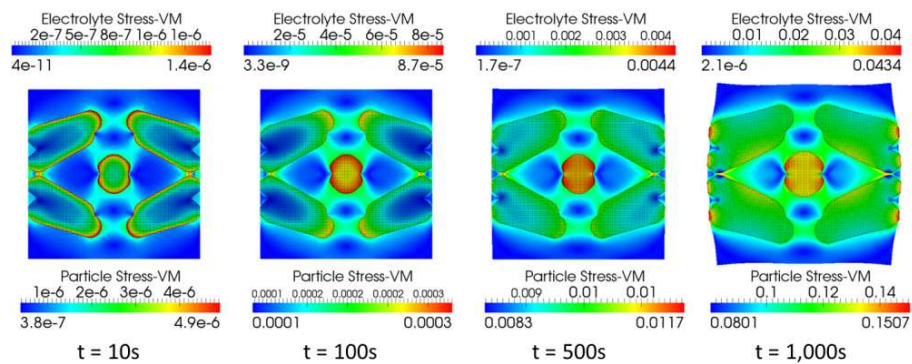 Electrolyte Stress-VM
2e-7 5e-7 8e-7 1e-6 1e-6
4e-11 1.4e-6
Particle Stress-VM
1e-6 2e-6 3e-6 4e-6
3.8e-7 4.9e-6
t = 10s
Electrolyte Stress-VM
2e-5 4e-5 6e-5 8e-5
3.3e-9 8.7e-5
Particle Stress-VM
0.0001 0.0002 0.0002 0.0002 0.0003
0.0001 0.0003
t = 100s
Electrolyte Stress-VM
0.001 0.002 0.003 0.004
1.7e-7 0.0044
Particle Stress-VM
0.009 0.01 0.01
0.0083 0.0117
t = 500s
Electrolyte Stress-VM
0.01 0.02 0.03 0.04
2.1e-6 0.0434
Particle Stress-VM
0.1 0.12 0.14
0.0801 0.1507
t = 1,000s